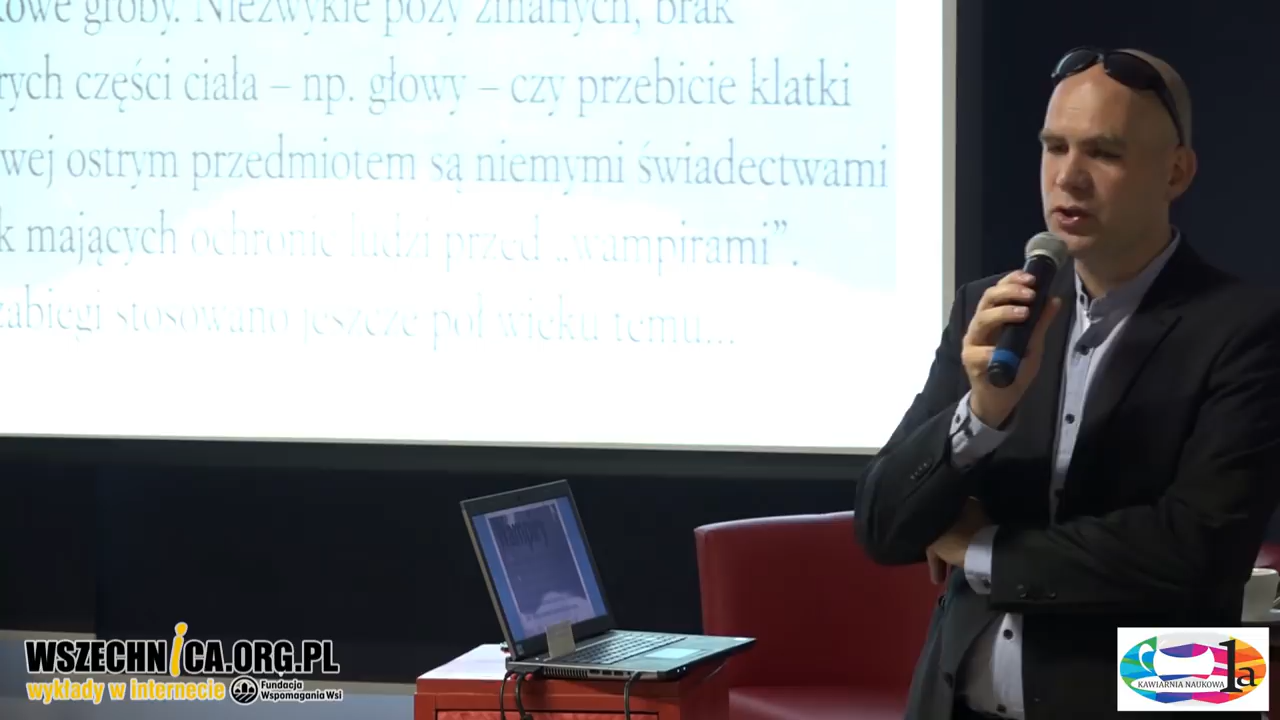 owe groby. Niezwykłe pozy zmarłych, brak
rych części ciała – np. głowy – czy przebicie klatki
wej ostrym przedmiotem są niemymi świadectwami
k mających ochronić ludzi przed „wampirami”.
zabiegi stosowano jeszcze pół wieku temu...
wampiry
WSZECHNICA.ORG.PL
wykłady w Internecie
Fundacja
Wspomagania Wsi
KAWIARNIA NAUKOWA 1a